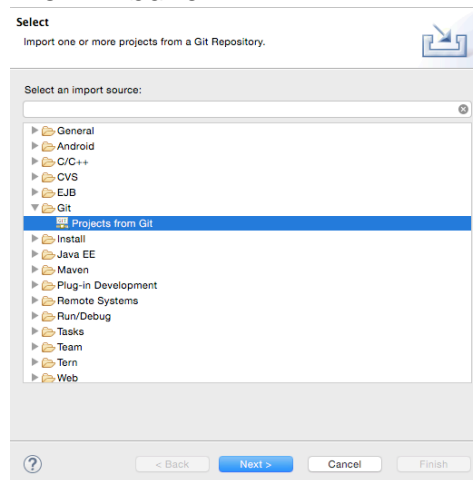 Select
Import one or more projects from a Git Repository.
Select an import source:
General
Android
C/C++
CVS
EJB
Git
Projects from Git
Install
Java EE
Maven
Plug-in Development
Remote Systems
Run/Debug
Tasks
Team
Tern
Web
< Back Next > Cancel Finish